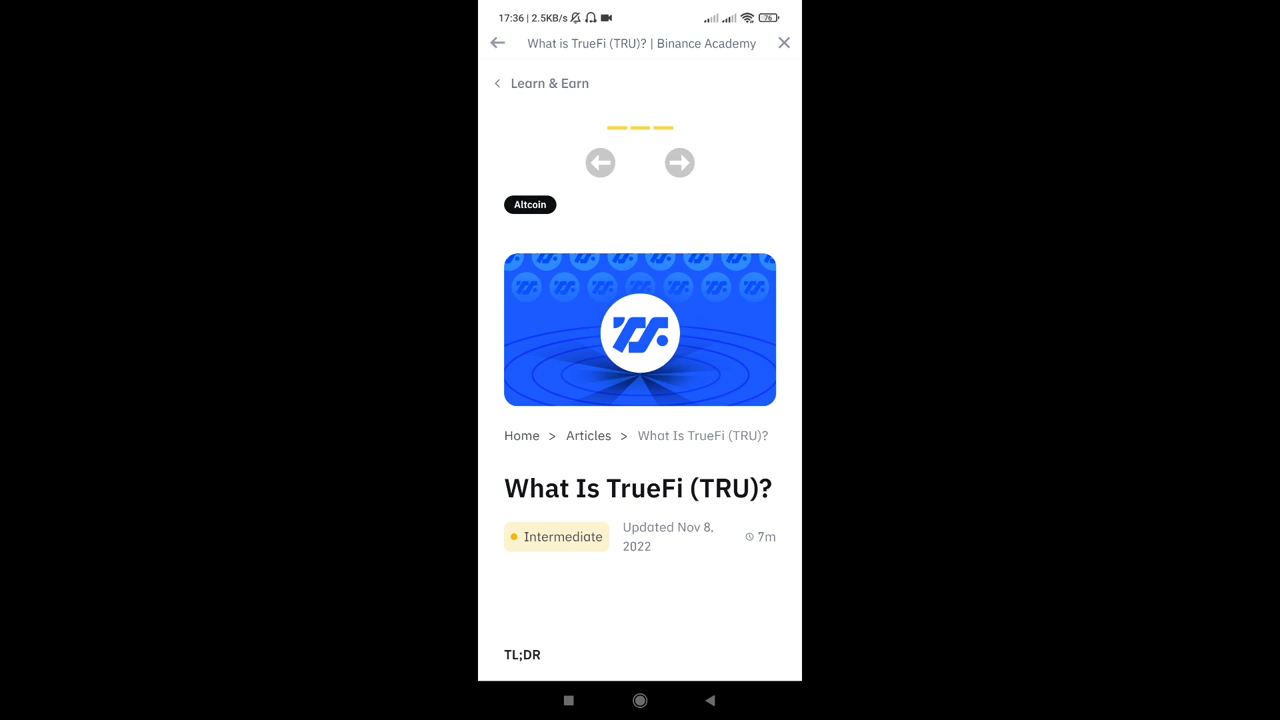 17:36 | 2.5KB/s 76
What is TrueFi (TRU)? | Binance Academy
Learn & Earn
Altcoin
Home > Articles > What Is TrueFi (TRU)?
What Is TrueFi (TRU)?
Intermediate Updated Nov 8, 7m
2022
TL;DR